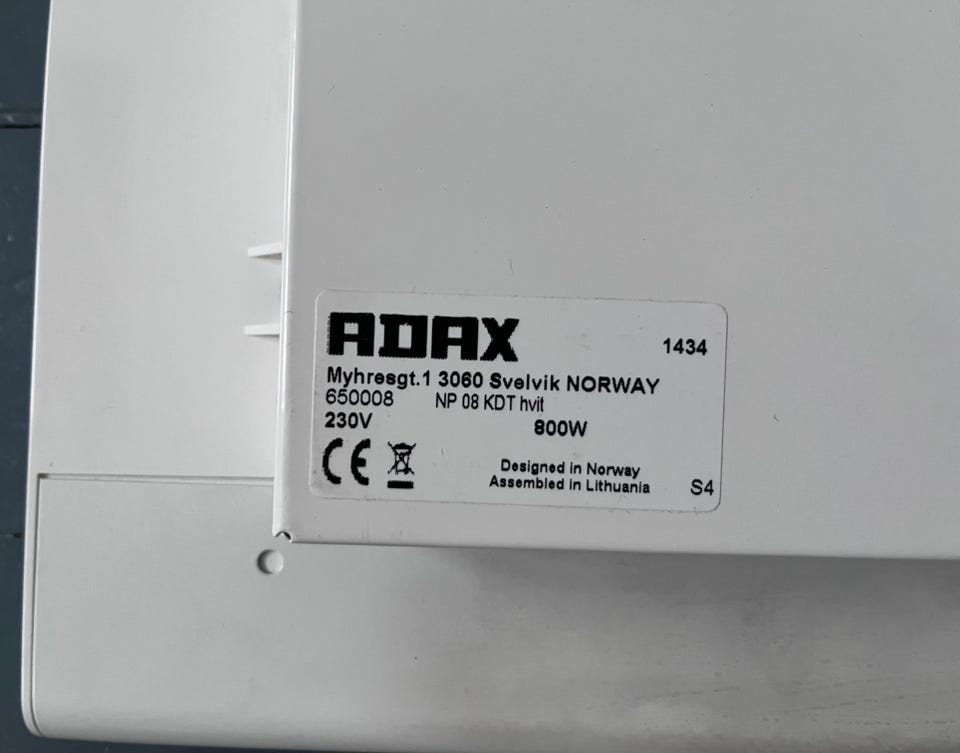 ADAX 1434
Myhresgt.1 3060 Svelvik NORWAY
650008 NP 08 KDT hvit
230V 800W
CE
Designed in Norway
Assembled in Lithuania S4